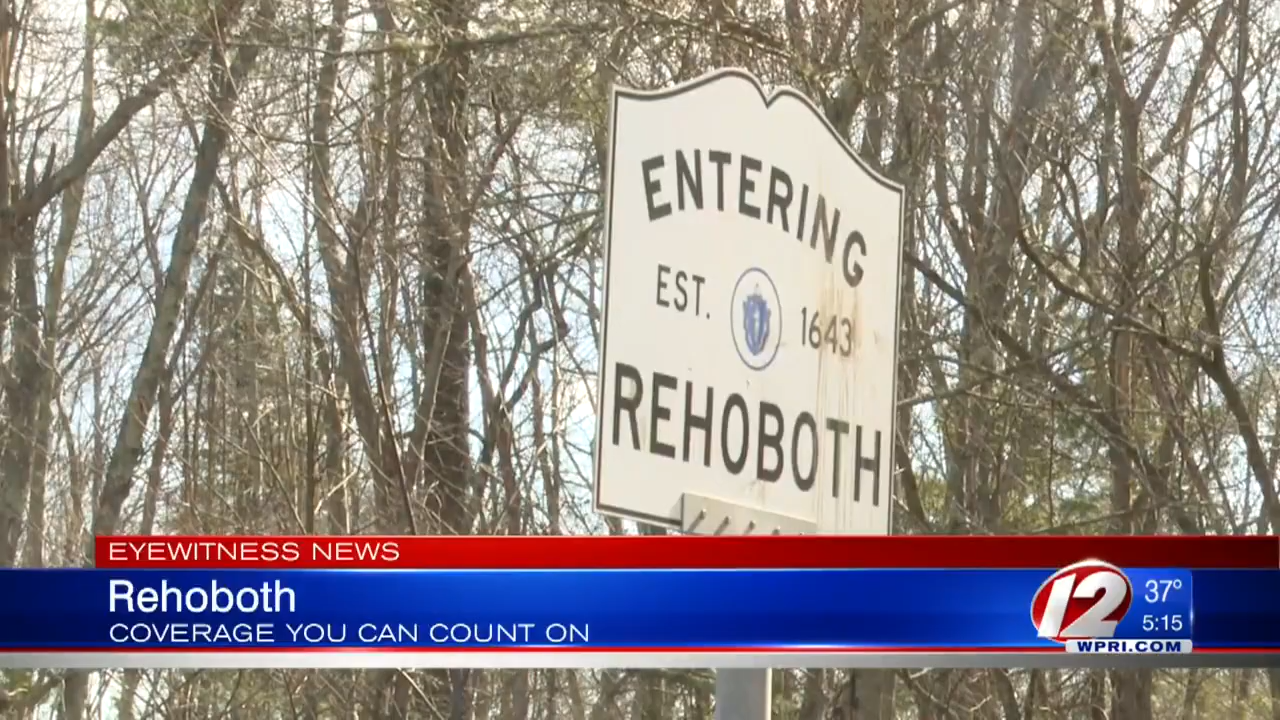 ENTERING
EST. 1643
REHOBOTH
EYEWITNESS NEWS
Rehoboth
COVERAGE YOU CAN COUNT ON
12
37°
5:15
WPRI.COM